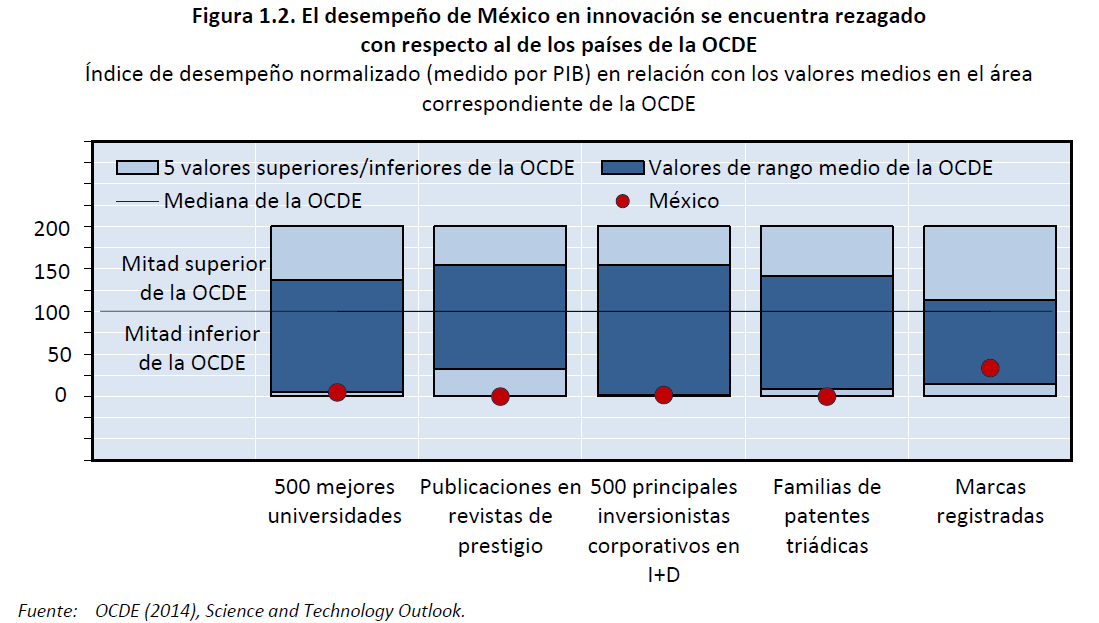 Figura 1.2. El desempeño de México en innovación se encuentra rezagado
con respecto al de los países de la OCDE
Índice de desempeño normalizado (medido por PIB) en relación con los valores medios en el área
correspondiente de la OCDE
5 valores superiores/inferiores de la OCDE
Valores de rango medio de la OCDE
Mediana de la OCDE
México
200
150
100
50
0
Mitad superior
de la OCDE
Mitad inferior
de la OCDE
500 mejores
universidades
Publicaciones en
revistas de
prestigio
500 principales
inversionistas
corporativos en
I+D
Familias de
patentes
triádicas
Marcas
registradas
Fuente: OCDE (2014), Science and Technology Outlook.